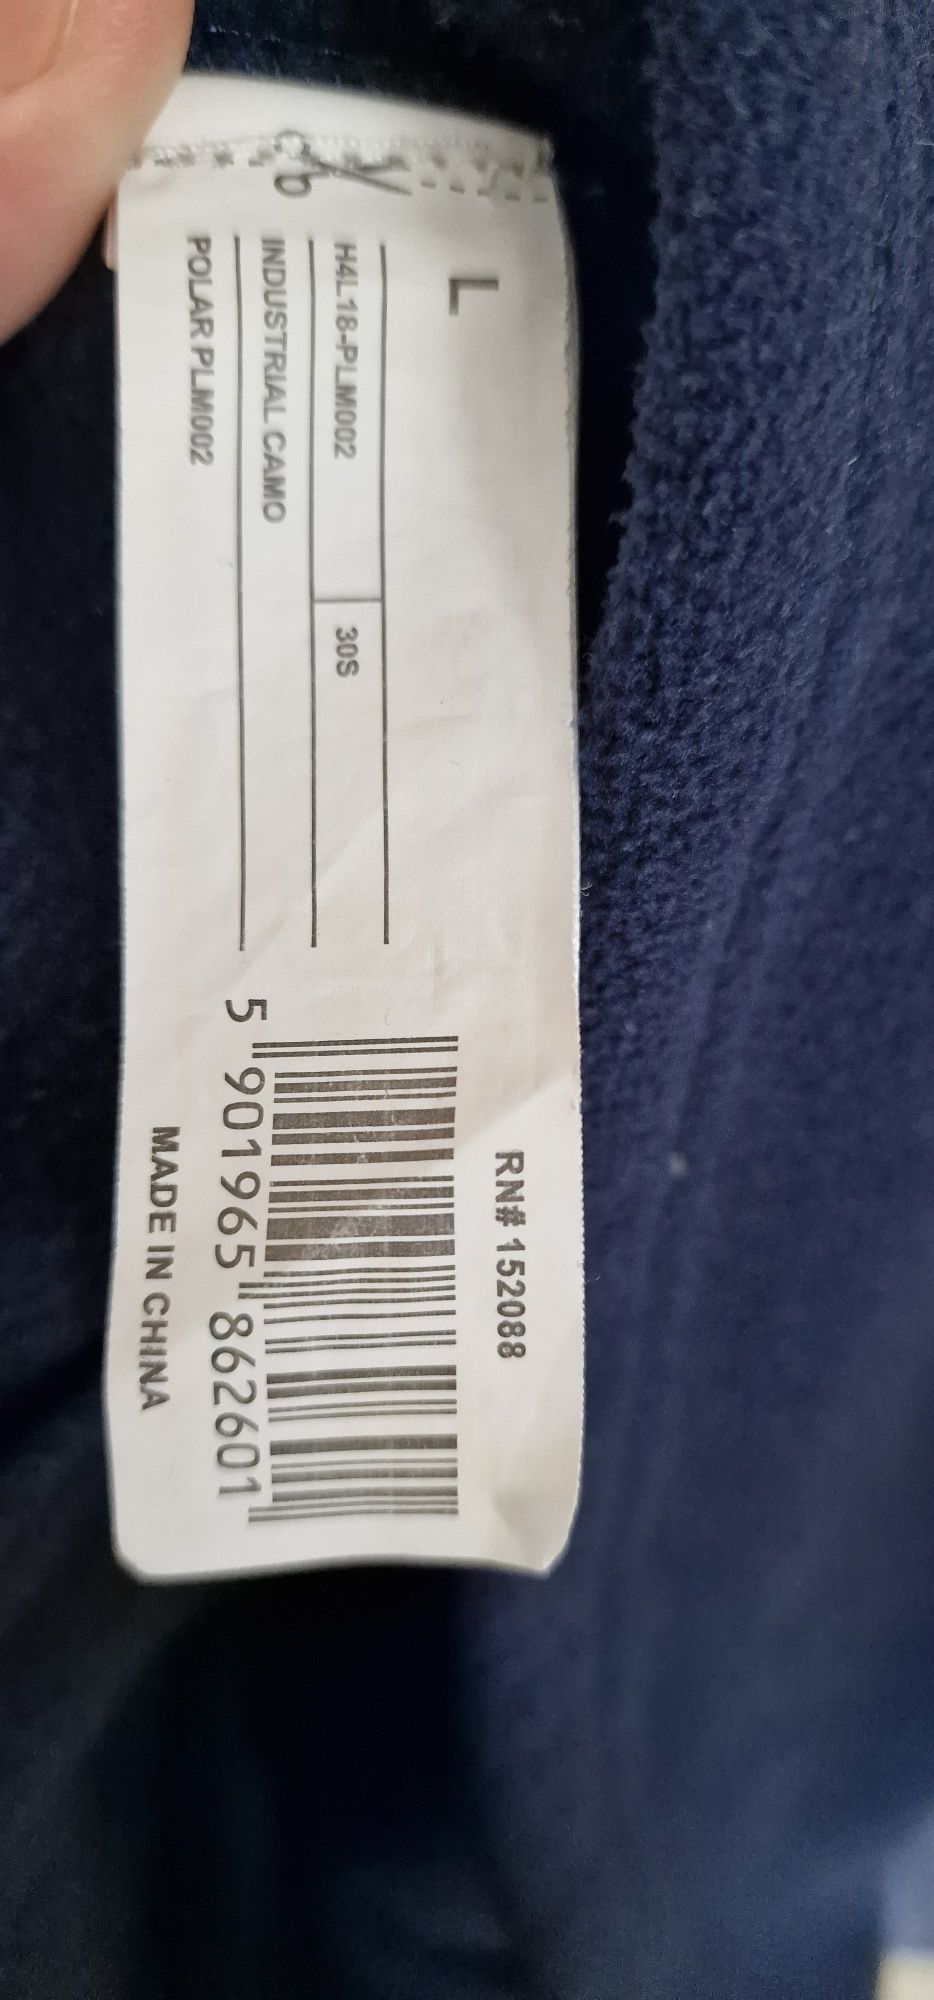 L
H4L18-PLM002 30S
INDUSTRIAL CAMO
POLAR PLM002
RN# 152088
5 901965 862601
MADE IN CHINA